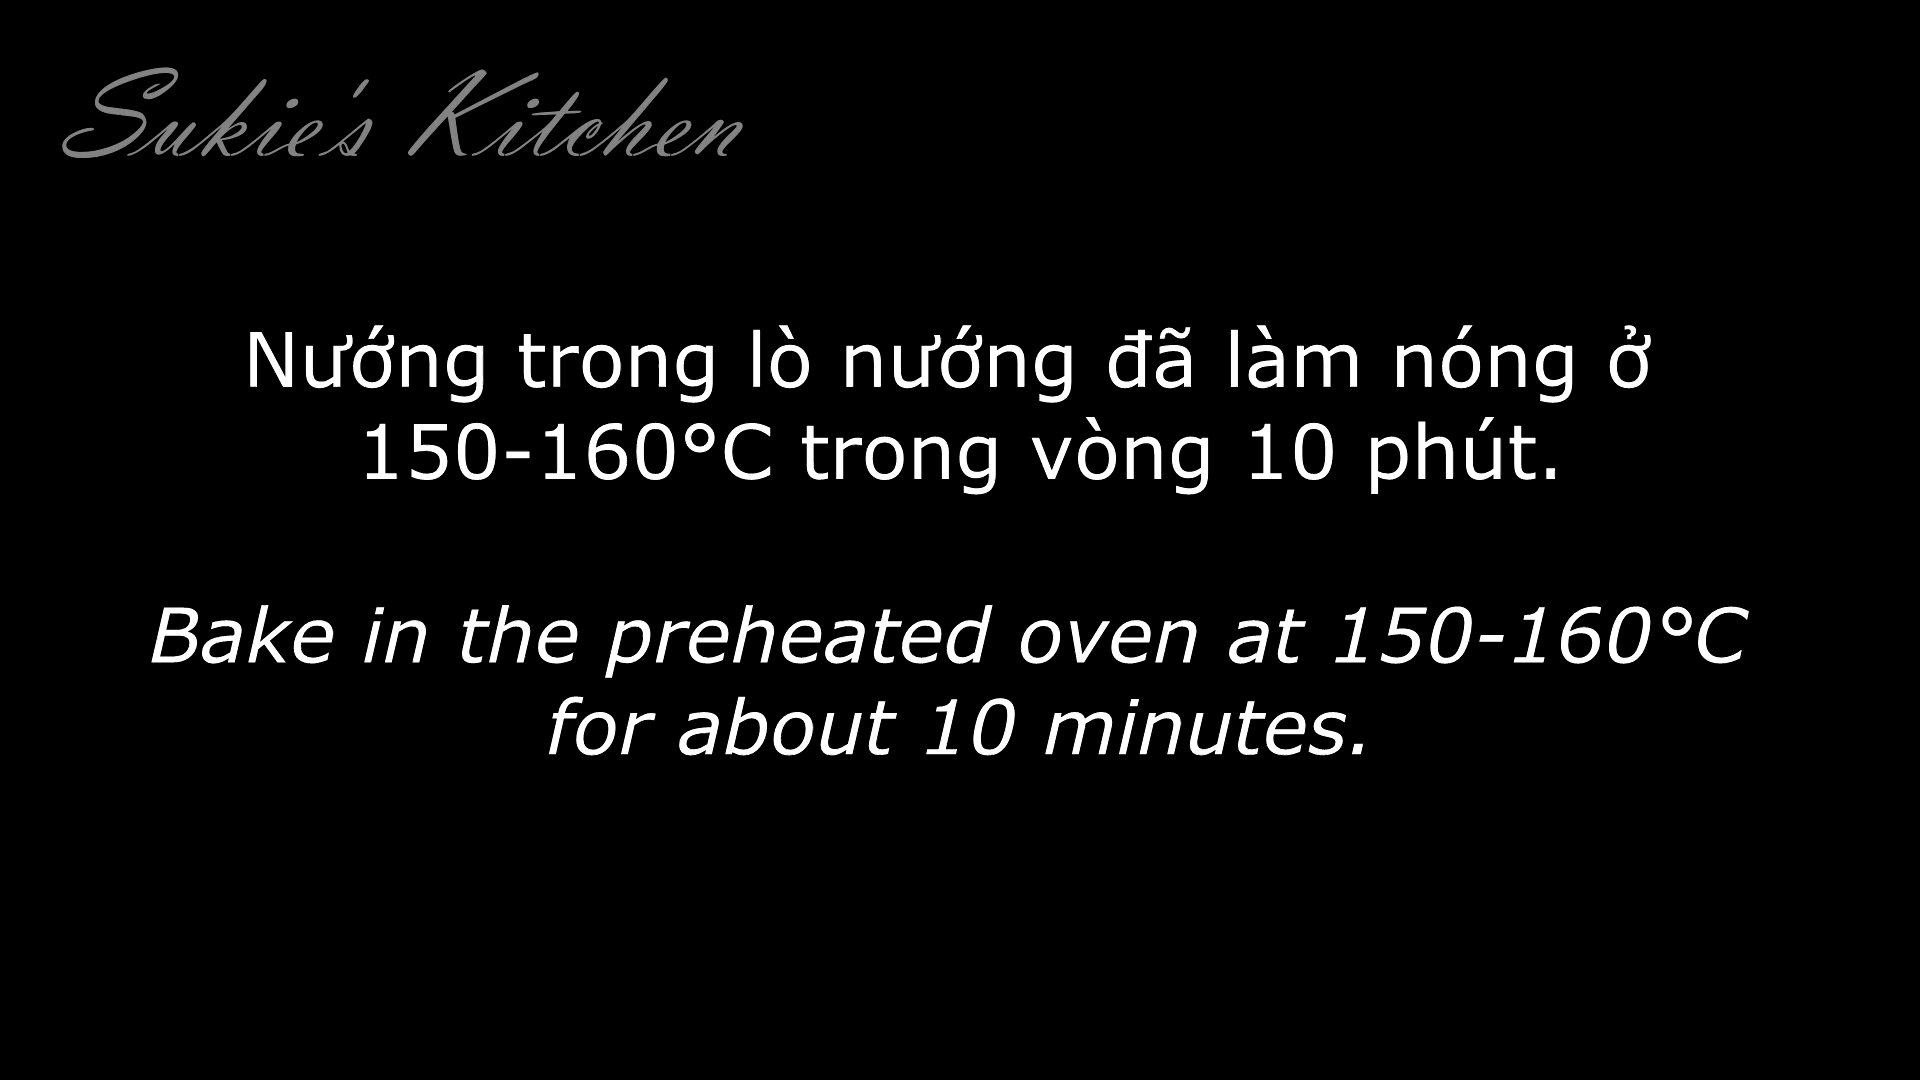 Sukie's Kitchen
Nướng trong lò nướng đã làm nóng ở
150-160°C trong vòng 10 phút.
Bake in the preheated oven at 150-160°C
for about 10 minutes.